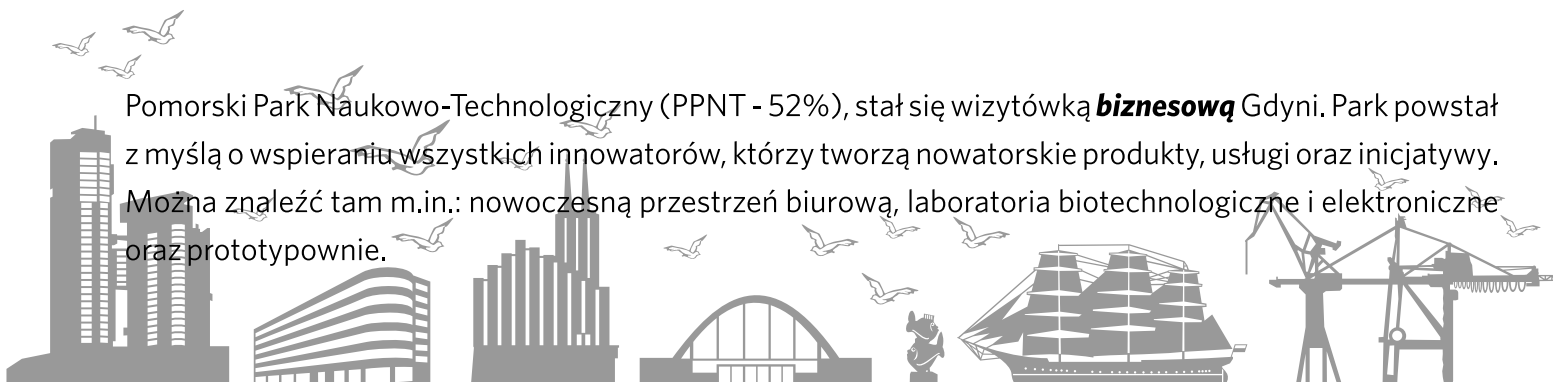 Pomorski Park Naukowo-Technologiczny (PPNT - 52%), stał się wizytówką biznesową Gdyni. Park powstał
z myślą o wspieraniu wszystkich innowatorów, którzy tworzą nowatorskie produkty, usługi oraz inicjatywy.
Można znaleźć tam m.in.: nowoczesną przestrzeń biurową, laboratoria biotechnologiczne i elektroniczne
oraz prototypownie.